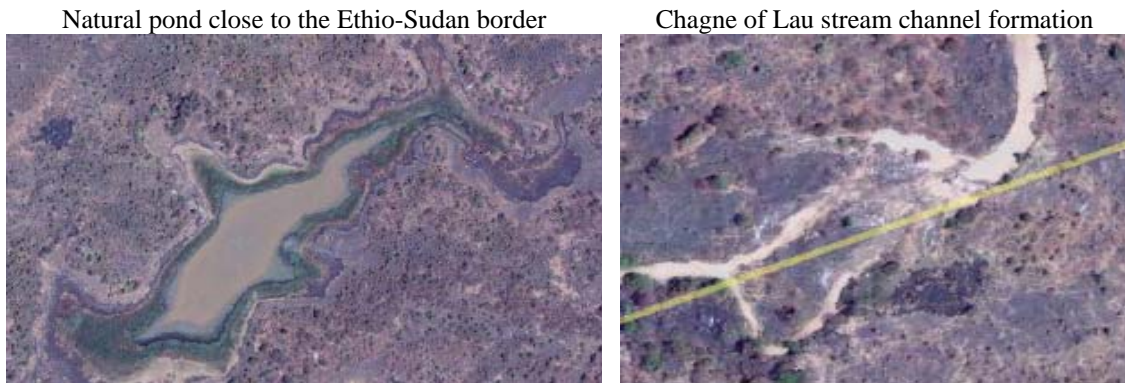 Natural pond close to the Ethio-Sudan border
Chagne of Lau stream channel formation